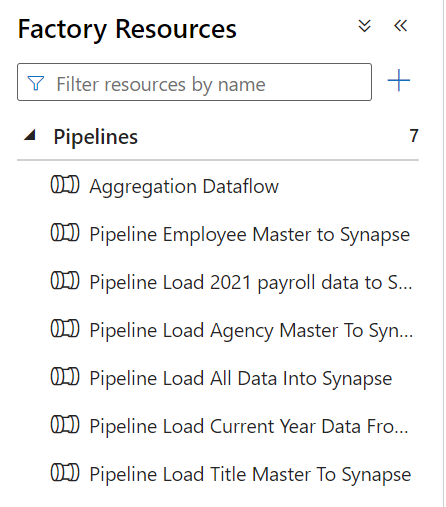 Factory Resources
Filter resources by name
Pipelines 7
Aggregation Dataflow
Pipeline Employee Master to Synapse
Pipeline Load 2021 payroll data to S...
Pipeline Load Agency Master To Syn...
Pipeline Load All Data Into Synapse
Pipeline Load Current Year Data Fro...
Pipeline Load Title Master To Synapse